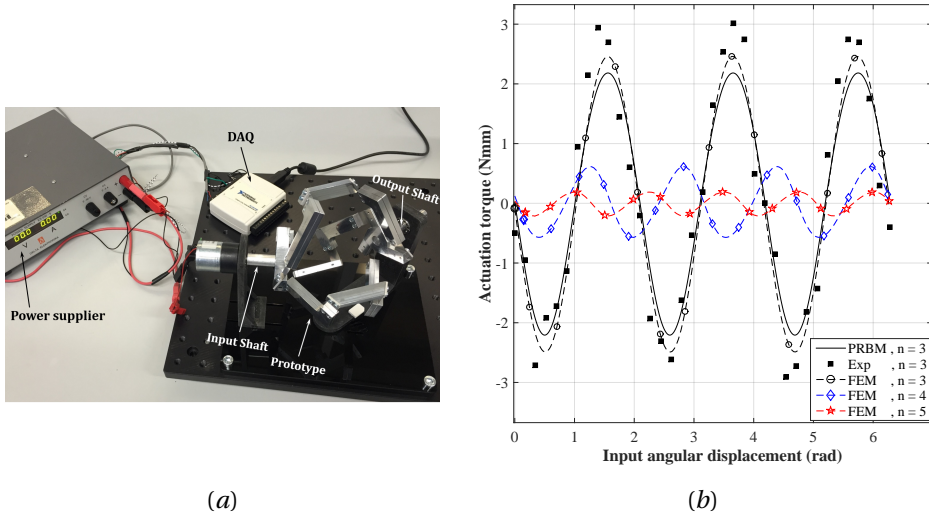 DAQ
Output Shaft
000 000
V A
Power supplier
Input Shaft
Prototype
(a)
3
2
1
0
-1
-2
-3
Actuation torque (Nmm)
0 1 2 3 4 5 6
Input angular displacement (rad)
PRBM , n = 3
Exp , n = 3
FEM , n = 3
FEM , n = 4
FEM , n = 5
(b)